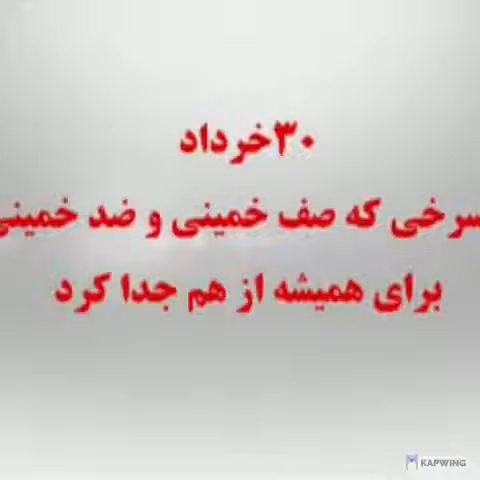 ۳۰خرداد
سرخی که صف خمینی و ضد خمینی
برای همیشه از هم جدا کرد
KAPWING